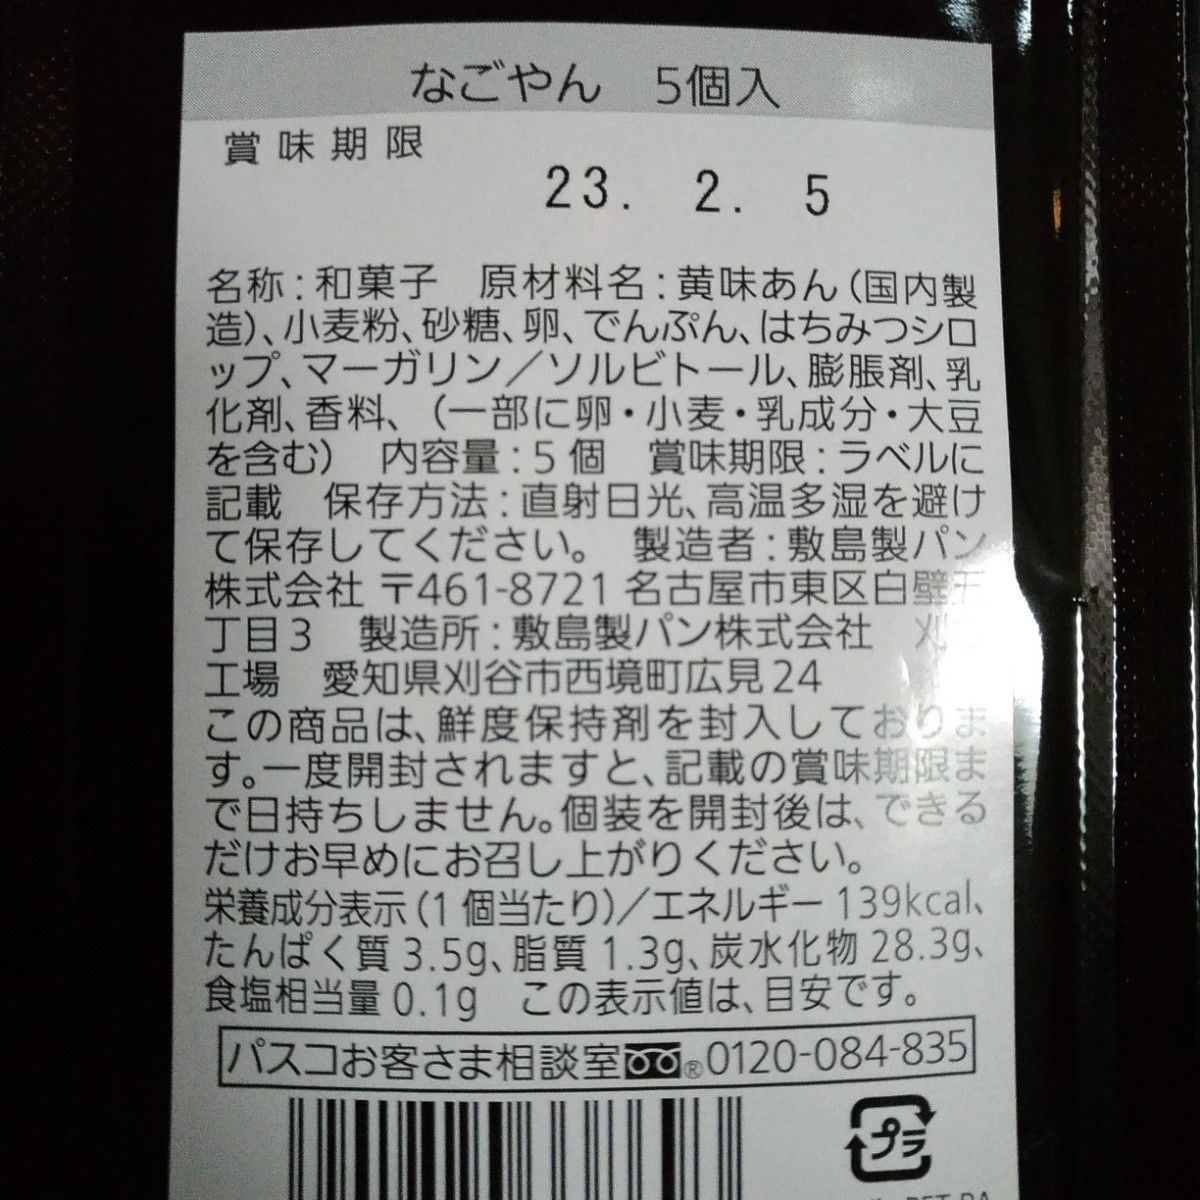 なごやん 5個入
賞味期限
23. 2. 5
名称:和菓子 原材料名:黄味あん(国内製
造)、小麦粉、砂糖、卵、でんぷん、はちみつシロ
ップ、マーガリン/ソルビトール、膨脹剤、乳
化剤、香料、(一部に卵・小麦・乳成分・大豆
を含む) 内容量:5個 賞味期限:ラベルに
記載 保存方法:直射日光、高温多湿を避け
て保存してください。 製造者:敷島製パン
株式会社 〒461-8721 名古屋市東区白壁五
丁目3 製造所:敷島製パン株式会社 刈
工場 愛知県刈谷市西境町広見24
この商品は、鮮度保持剤を封入しておりま
す。一度開封されますと、記載の賞味期限ま
で日持ちしません。個装を開封後は、できる
だけお早めにお召し上がりください。
栄養成分表示(1個当たり)/エネルギー139kcal、
たんぱく質3.5g、脂質1.3g、炭水化物28.3g、
食塩相当量0.1g この表示値は、目安です。
パスコお客さま相談室®0120-084-835
プラ